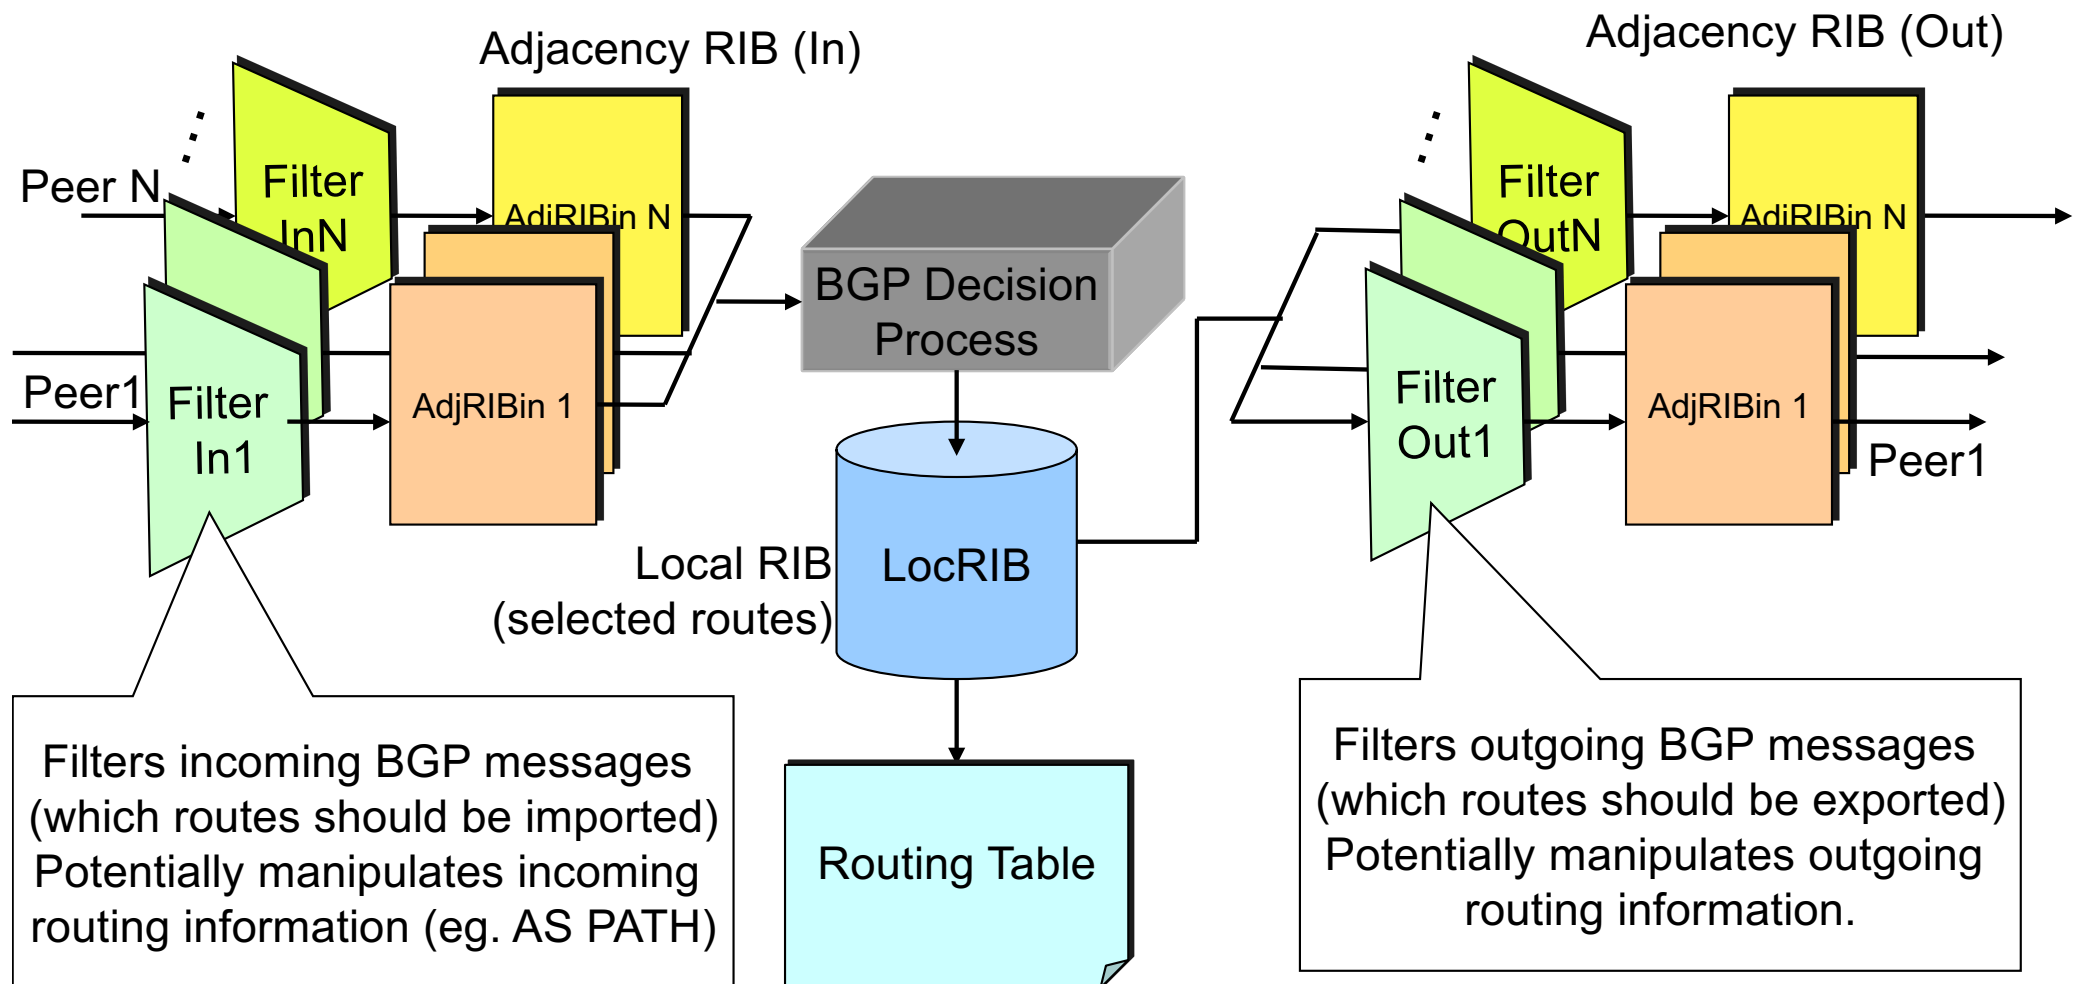 Adjacency RIB (In)
Adjacency RIB (Out)
Peer N
Filter
InN
AdjRIBin N
Filter
OutN
AdjRIBin N
BGP Decision
Process
Peer1
Filter
In1
AdjRIBin 1
Filter
Out1
AdjRIBin 1
Peer1
Local RIB
(selected routes)
LocRIB
Filters incoming BGP messages
(which routes should be imported)
Potentially manipulates incoming
routing information (eg. AS PATH)
Routing Table
Filters outgoing BGP messages
(which routes should be exported)
Potentially manipulates outgoing
routing information.